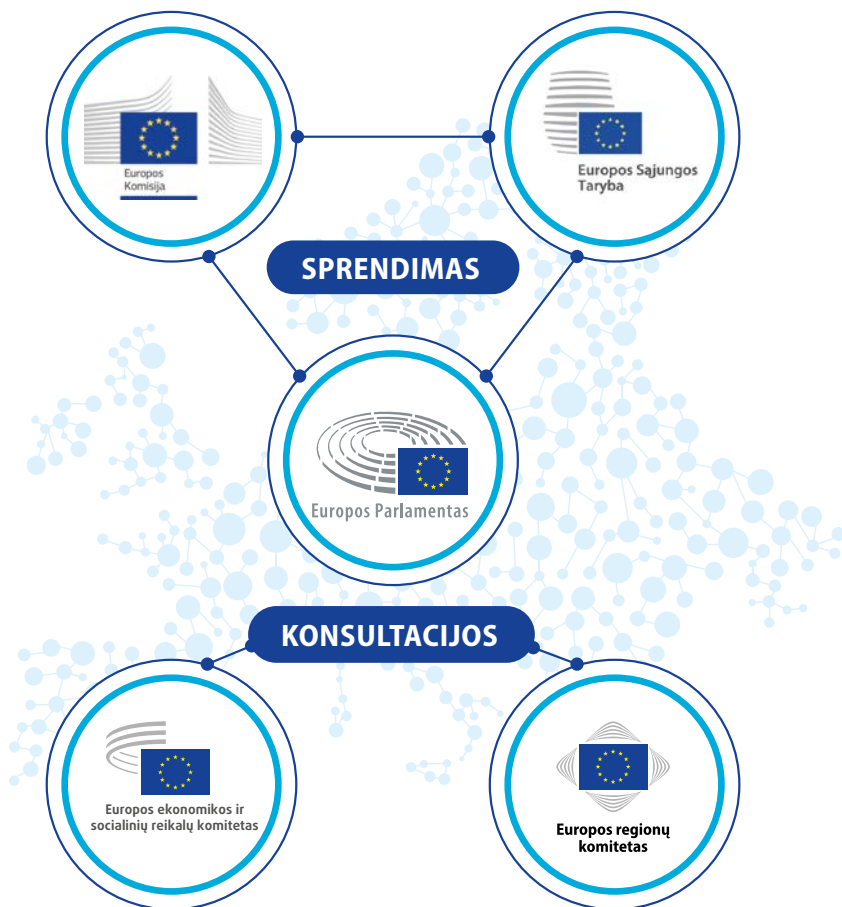 Europos
Komisija
Europos Sąjungos
Taryba
SPRENDIMAS
Europos Parlamentas
KONSULTACIJOS
Europos ekonomikos ir
socialinių reikalų komitetas
Europos regionų
komitetas